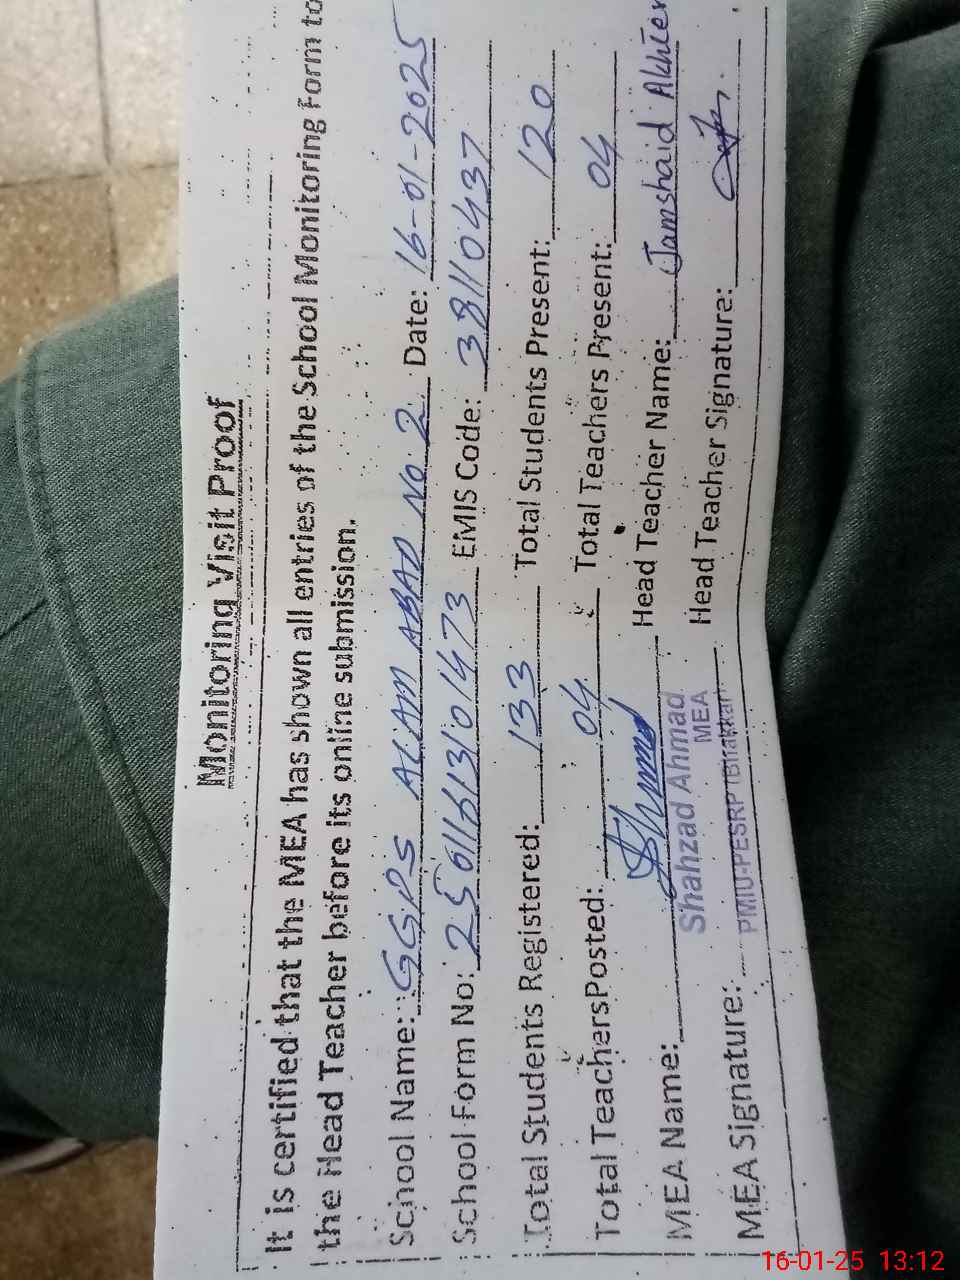 Monitoring Visit Proof
It is certified that the MEA has shown all entries of the School Monitoring Form to
the Head Teacher before its online submission.
School Name: GGPS ALAM ABAD No 2 Date: 16-01-2025
School Form No: 2501161301473 EMIS Code: 38110437
Total Students Registered: 133 Total Students Present: 120
Total TeachersPosted: 04 Total Teachers Present: 04
MEA Name: Shahzad Ahmad Head Teacher Name: Jamshaid Akhter
MEA
MEA Signature: PMIU-PESRP (Bhakkar) Head Teacher Signature:
16-01-25 13:12